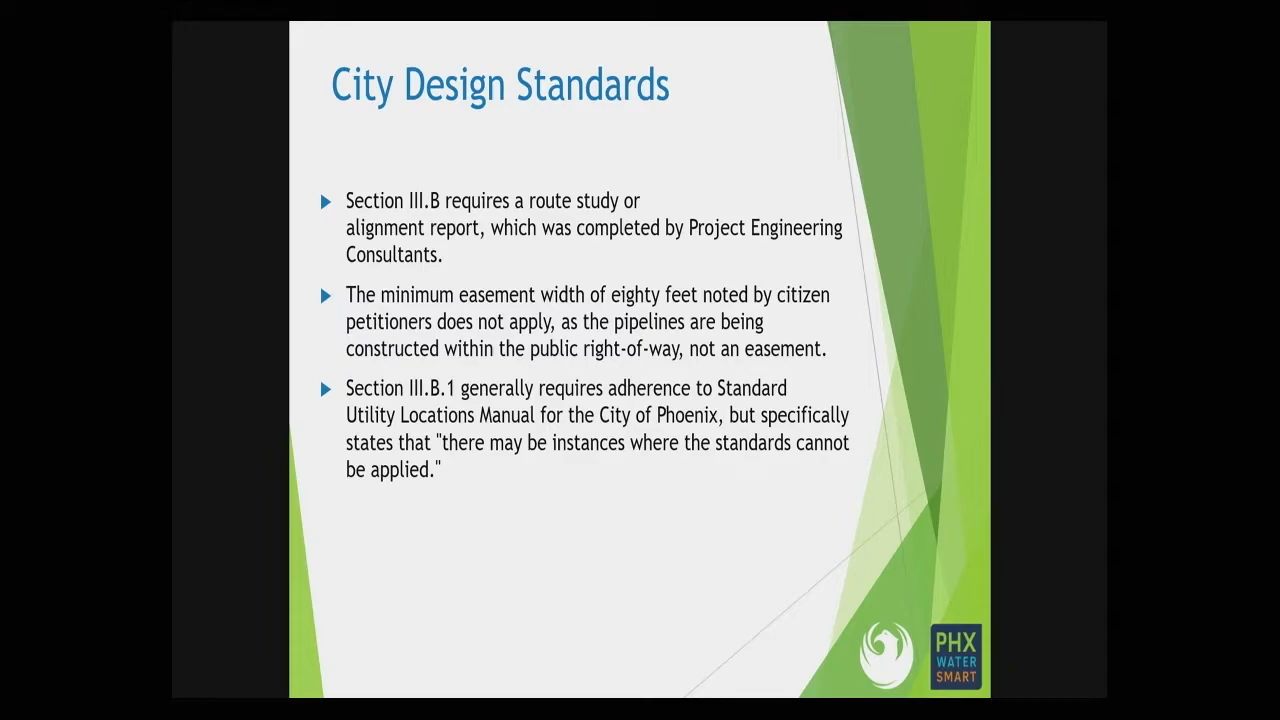 City Design Standards
Section III.B requires a route study or
alignment report, which was completed by Project Engineering
Consultants.
The minimum easement width of eighty feet noted by citizen
petitioners does not apply, as the pipelines are being
constructed within the public right-of-way, not an easement.
Section III.B.1 generally requires adherence to Standard
Utility Locations Manual for the City of Phoenix, but specifically
states that "there may be instances where the standards cannot
be applied."
PHX
WATER
SMART